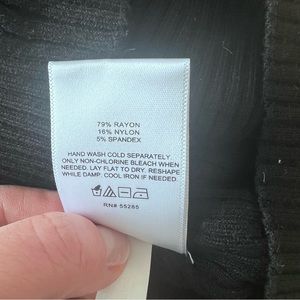 79% RAYON
16% NYLON
5% SPANDEX
HAND WASH COLD SEPARATELY
ONLY NON-CHLORINE BLEACH WHEN
NEEDED. LAY FLAT TO DRY. RESHAPE
WHILE DAMP. COOL IRON IF NEEDED.
RN# 55285